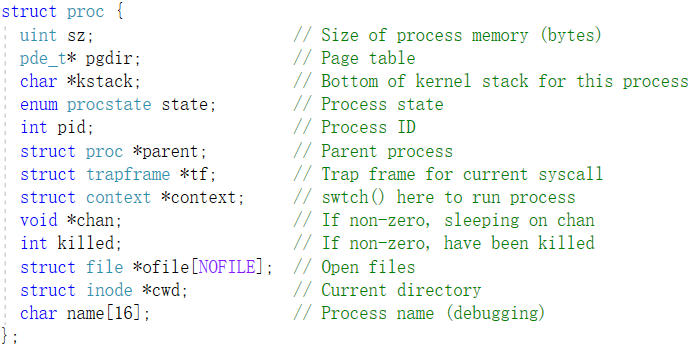 struct proc {
  uint sz;                     // Size of process memory (bytes)
  pde_t* pgdir;                // Page table
  char *kstack;                // Bottom of kernel stack for this process
  enum procstate state;        // Process state
  int pid;                     // Process ID
  struct proc *parent;         // Parent process
  struct trapframe *tf;        // Trap frame for current syscall
  struct context *context;     // swtch() here to run process
  void *chan;                  // If non-zero, sleeping on chan
  int killed;                  // If non-zero, have been killed
  struct file *ofile[NOFILE];  // Open files
  struct inode *cwd;           // Current directory
  char name[16];               // Process name (debugging)
};